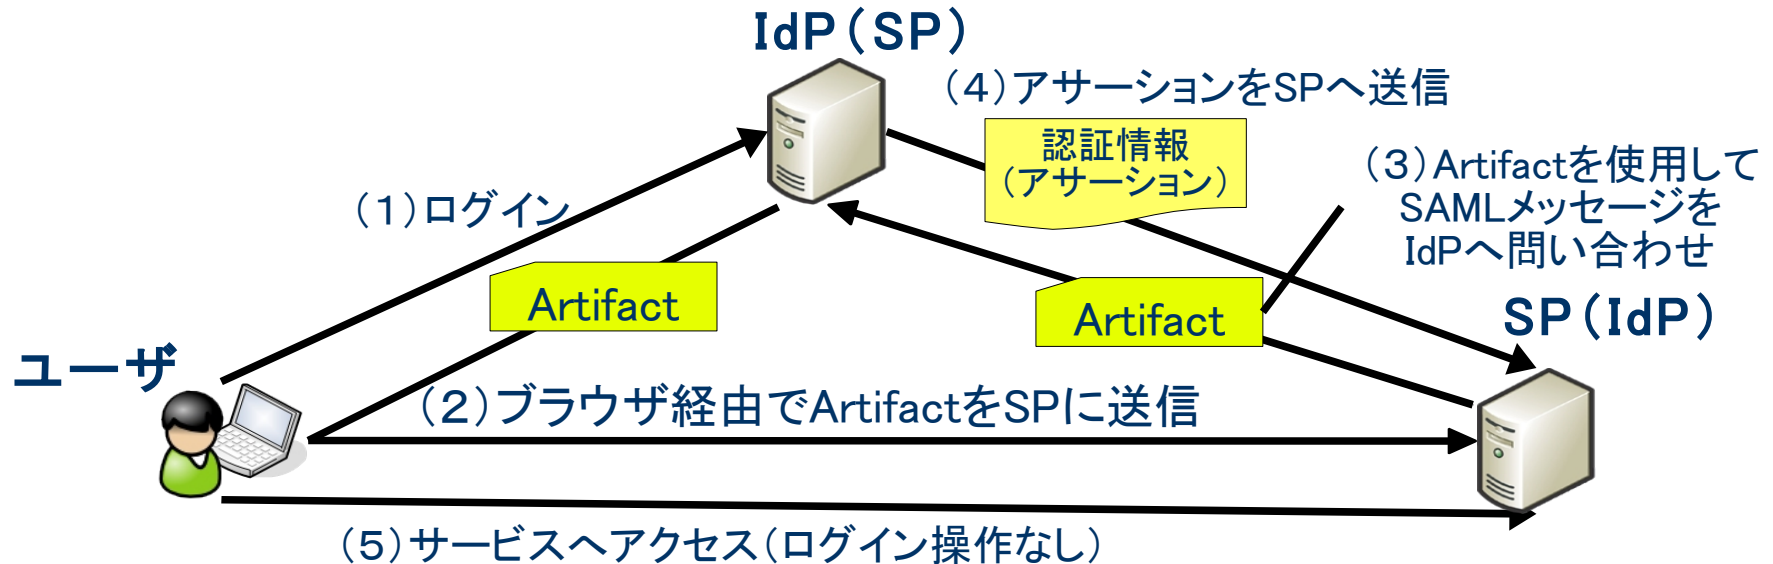 IdP（SP）
（４）アサーションをSPへ送信
認証情報
（アサーション）
（３）Artifactを使用して
SAMLメッセージを
IdPへ問い合わせ
（１）ログイン
Artifact
Artifact
SP（IdP）
ユーザ
（２）ブラウザ経由でArtifactをSPに送信
（５）サービスへアクセス（ログイン操作なし）